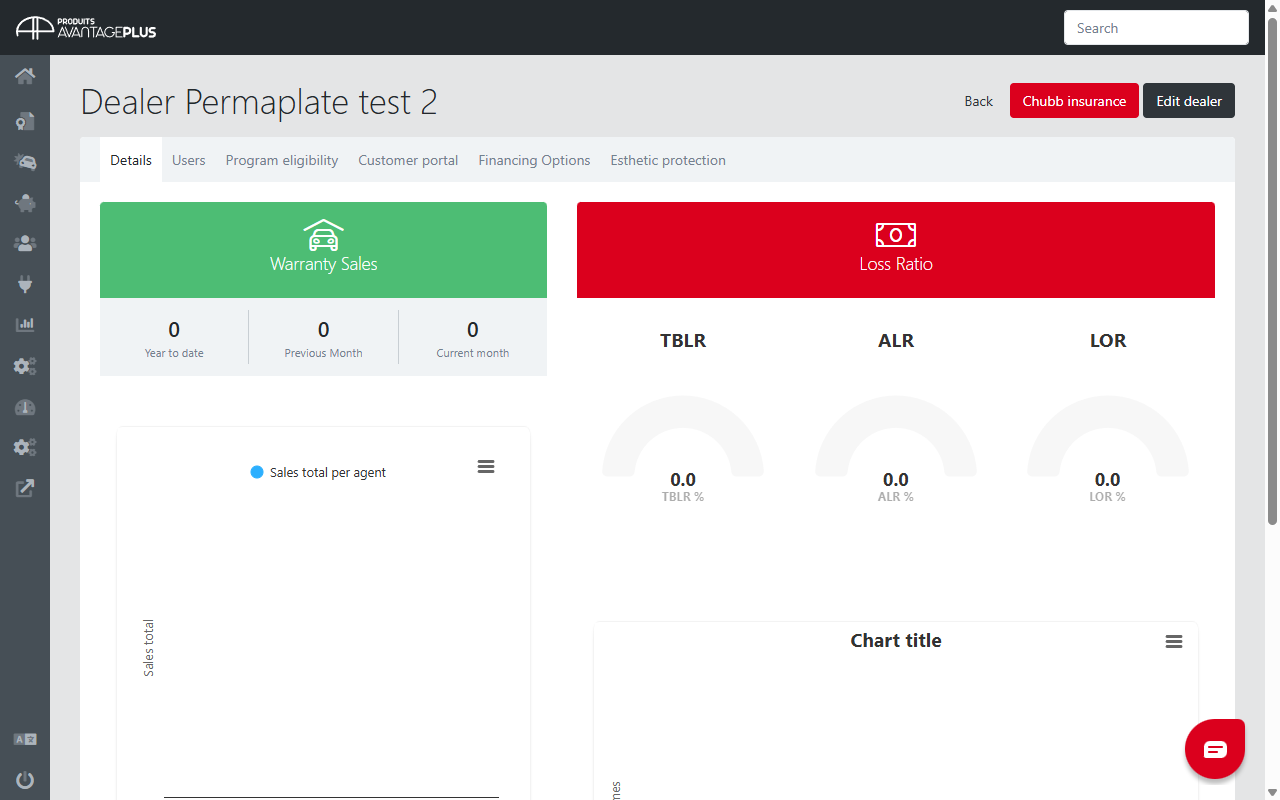 PRODUITS
AVANTAGEPLUS
Search
Dealer Permaplate test 2
Back
Chubb insurance
Edit dealer
Details
Users
Program eligibility
Customer portal
Financing Options
Esthetic protection
Warranty Sales
Loss Ratio
0
Year to date
0
Previous Month
0
Current month
TBLR
ALR
LOR
0.0
TBLR %
0.0
ALR %
0.0
LOR %
Sales total per agent
Sales total
Chart title
A